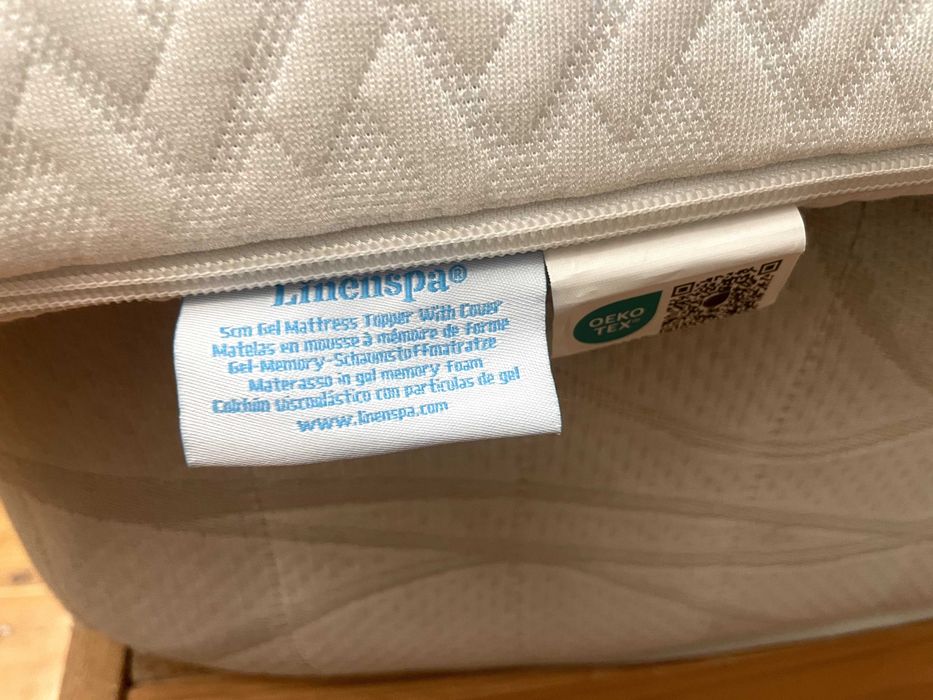 Linenspa®
5cm Gel Mattress Topper With Cover
Matelas en mousse à mémoire de forme
Gel-Memory-Schaumstoffmatratze
Materasso in gel memory foam
Colchón Viscoelástico con partículas de gel
www.linenspa.com
OEKO
TEX™